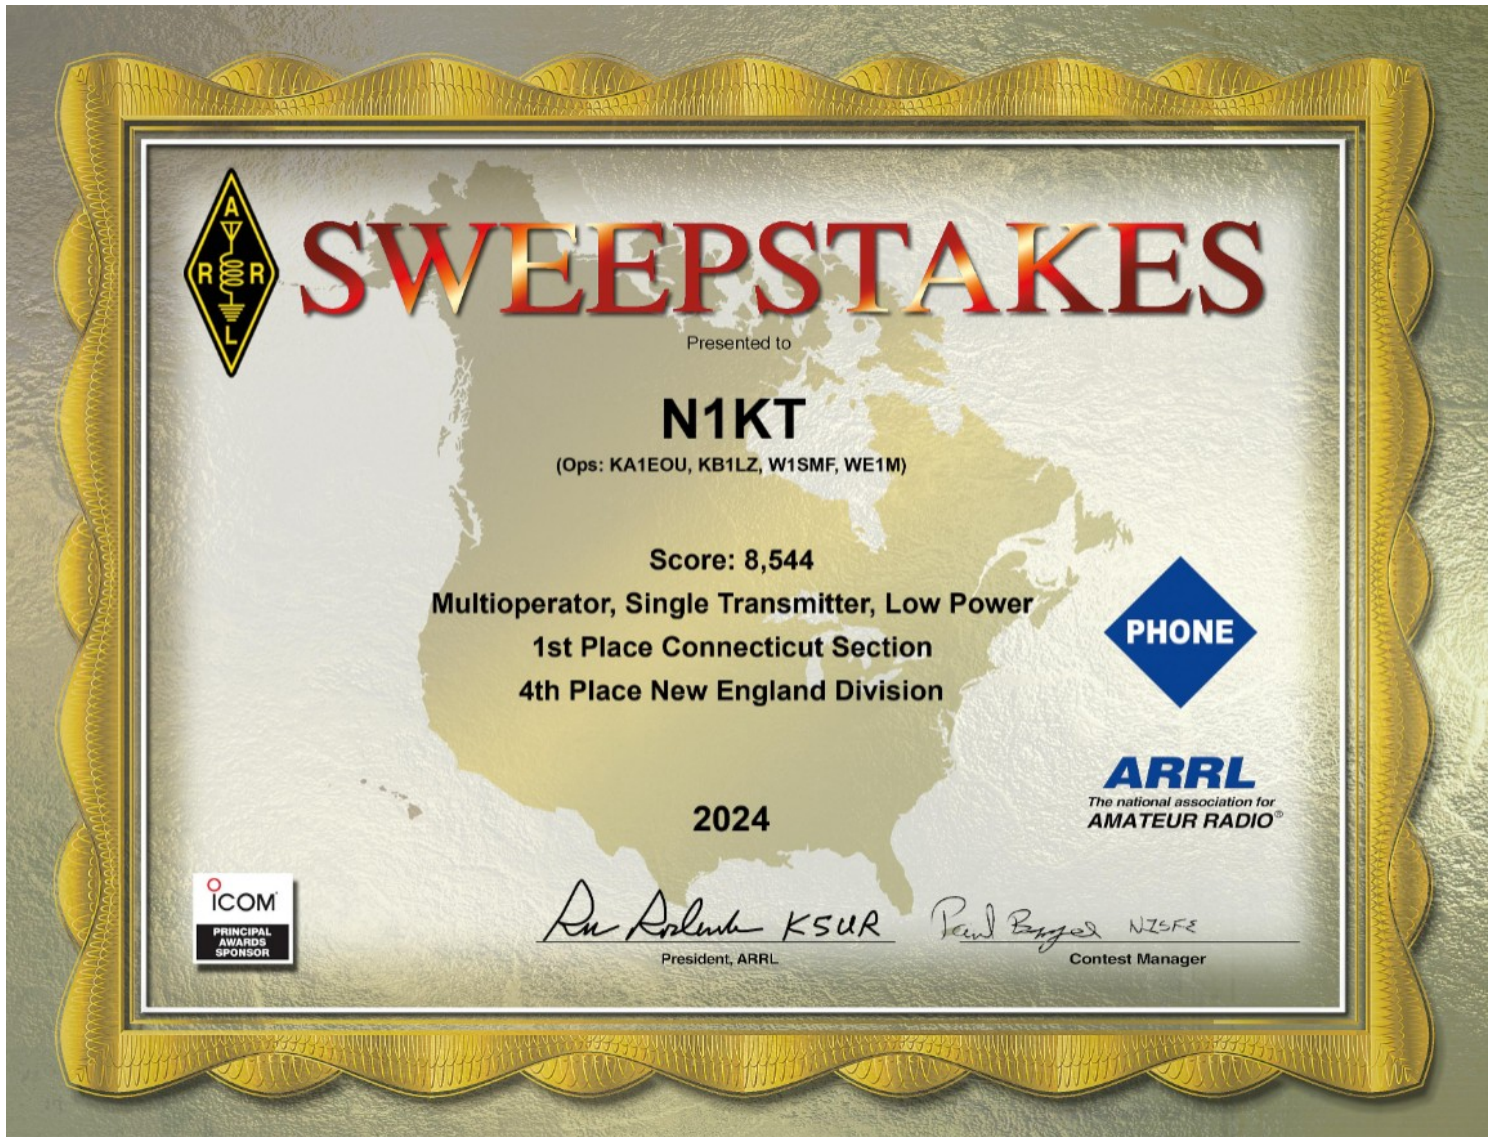 A
R R
L
SWEEPSTAKES
Presented to
N1KT
(Ops: KA1EOU, KB1LZ, W1SMF, WE1M)
Score: 8,544
Multioperator, Single Transmitter, Low Power
1st Place Connecticut Section
4th Place New England Division
PHONE
ARRL
The national association for
AMATEUR RADIO®
2024
ICOM
PRINCIPAL
AWARDS
SPONSOR
K5UR
President, ARRL
Paul N1SFE
Contest Manager